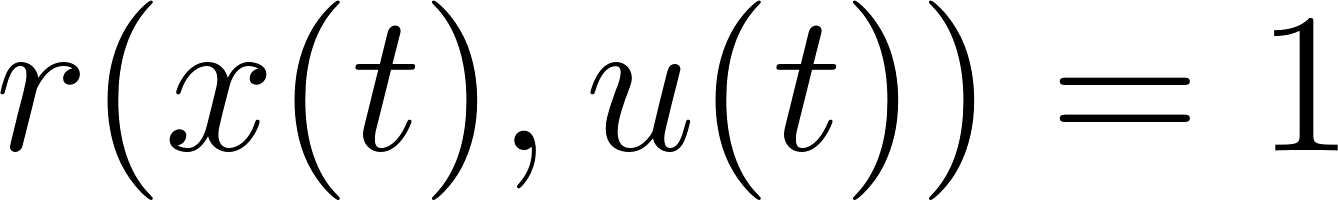 r(x(t), u(t)) = 1